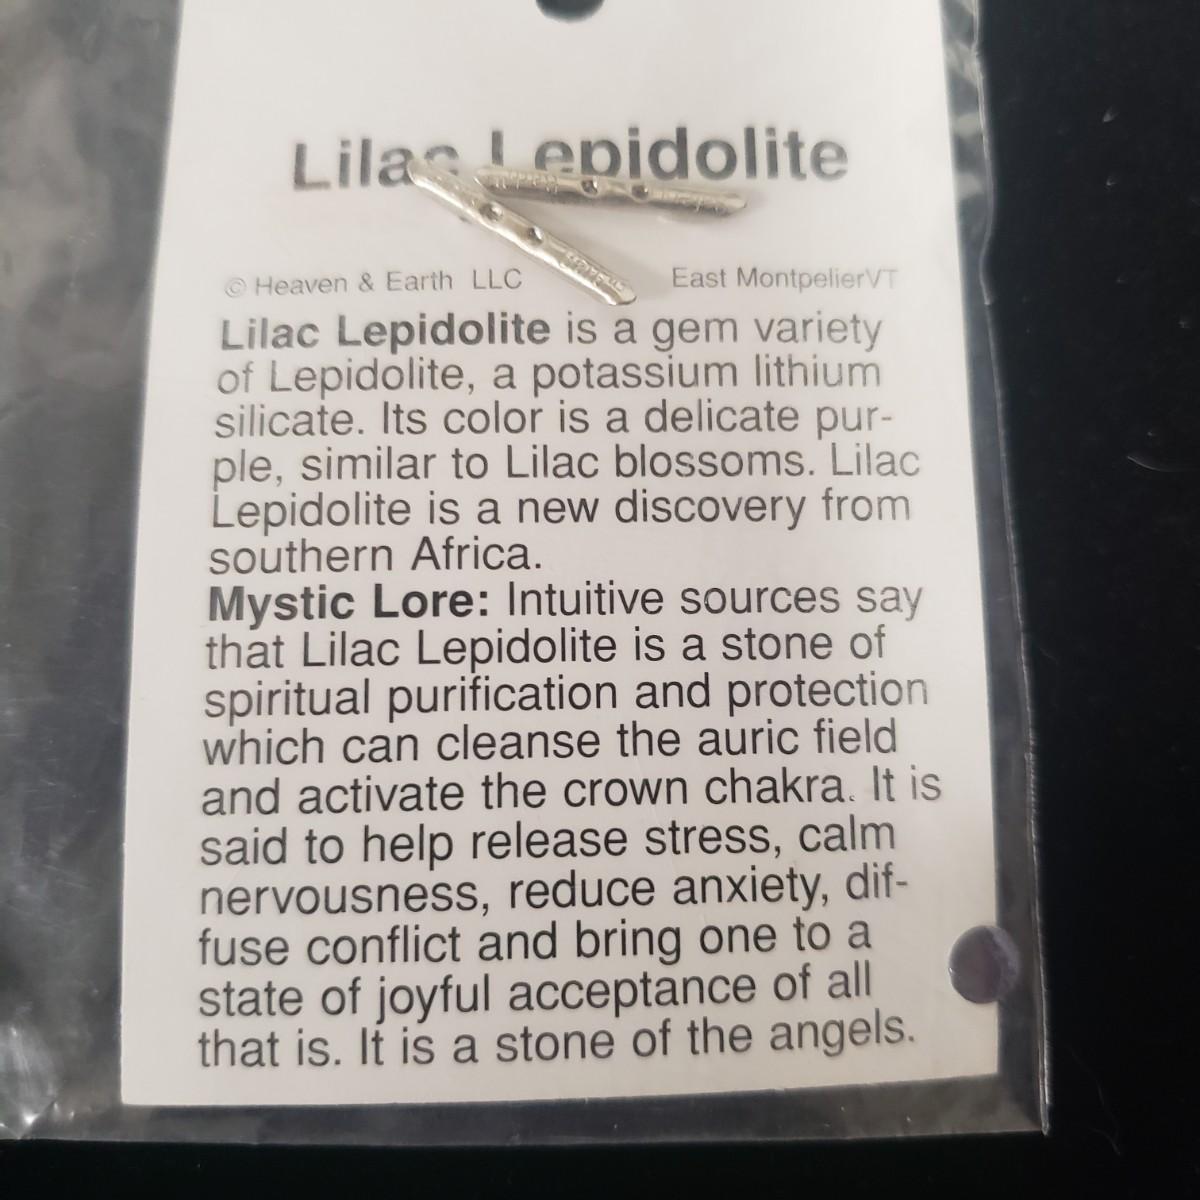 Lilac Lepidolite
© Heaven & Earth LLC East MontpelierVT
Lilac Lepidolite is a gem variety
of Lepidolite, a potassium lithium
silicate. Its color is a delicate pur-
ple, similar to Lilac blossoms. Lilac
Lepidolite is a new discovery from
southern Africa.
Mystic Lore: Intuitive sources say
that Lilac Lepidolite is a stone of
spiritual purification and protection
which can cleanse the auric field
and activate the crown chakra. It is
said to help release stress, calm
nervousness, reduce anxiety, dif-
fuse conflict and bring one to a
state of joyful acceptance of all
that is. It is a stone of the angels.